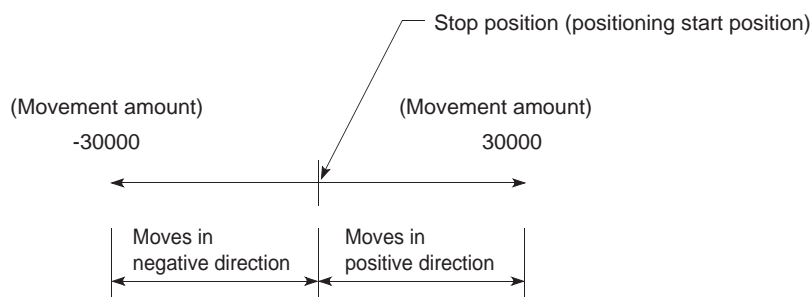 Stop position (positioning start position)
(Movement amount)
-30000
(Movement amount)
30000
Moves in
negative direction
Moves in
positive direction